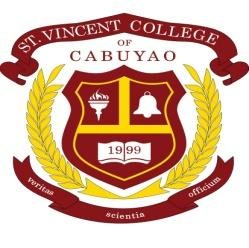 ST. VINCENT COLLEGE
OF
CABUYAO
1999
veritas
scientia
officium